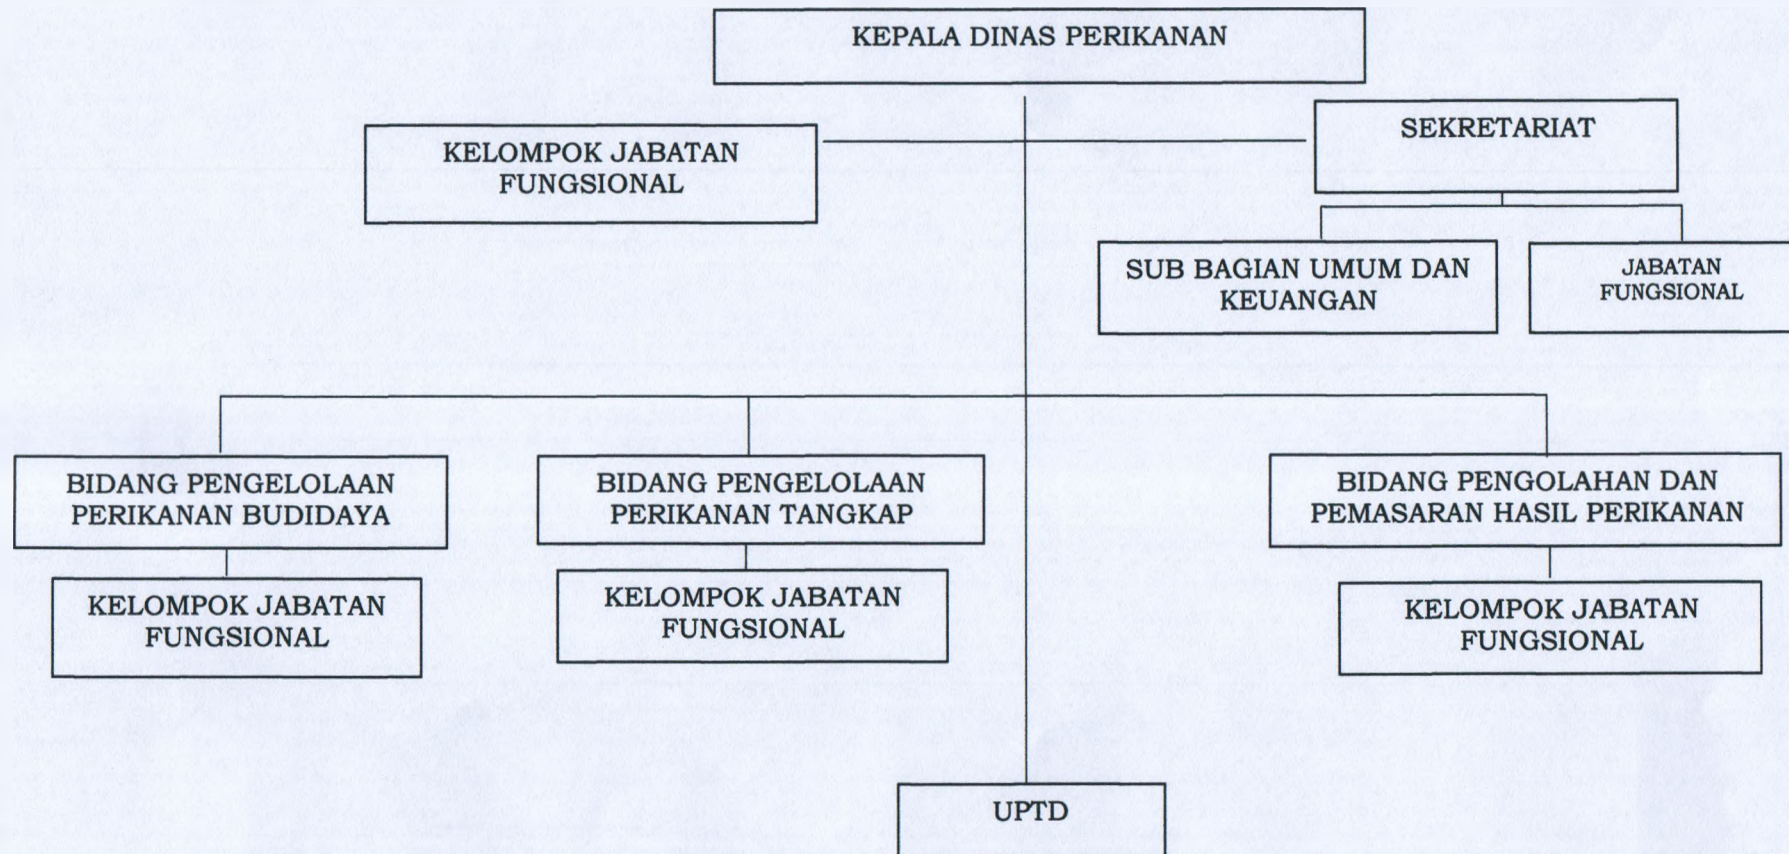 KEPALA DINAS PERIKANAN
SEKRETARIAT
KELOMPOK JABATAN
FUNGSIONAL
SUB BAGIAN UMUM DAN
KEUANGAN
JABATAN
FUNGSIONAL
BIDANG PENGELOLAAN
PERIKANAN BUDIDAYA
BIDANG PENGELOLAAN
PERIKANAN TANGKAP
BIDANG PENGOLAHAN DAN
PEMASARAN HASIL PERIKANAN
KELOMPOK JABATAN
FUNGSIONAL
KELOMPOK JABATAN
FUNGSIONAL
KELOMPOK JABATAN
FUNGSIONAL
UPTD